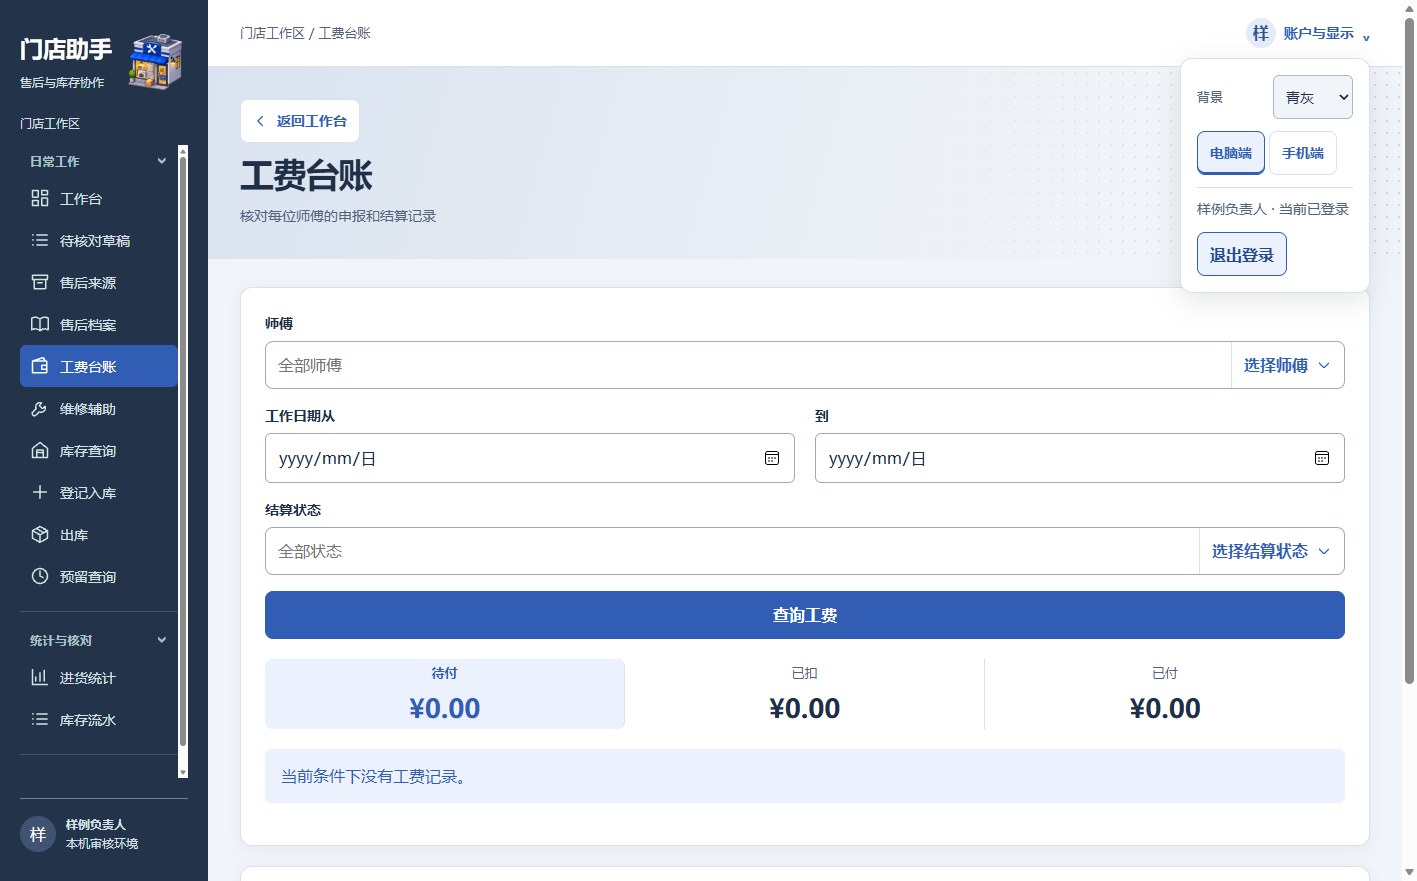 门店助手
售后与库存协作
门店工作区
日常工作
工作台
待核对草稿
售后来源
售后档案
工费台账
维修辅助
库存查询
登记入库
出库
预留查询
统计与核对
进货统计
库存流水
样
样例负责人
本机审核环境
门店工作区 / 工费台账
样 账户与显示
背景 青灰
电脑端 手机端
样例负责人 · 当前已登录
退出登录
返回工作台
工费台账
核对每位师傅的申报和结算记录
师傅
全部师傅 选择师傅
工作日期从 到
yyyy/mm/日 yyyy/mm/日
结算状态
全部状态 选择结算状态
查询工费
待付 已扣 已付
¥0.00 ¥0.00 ¥0.00
当前条件下没有工费记录。